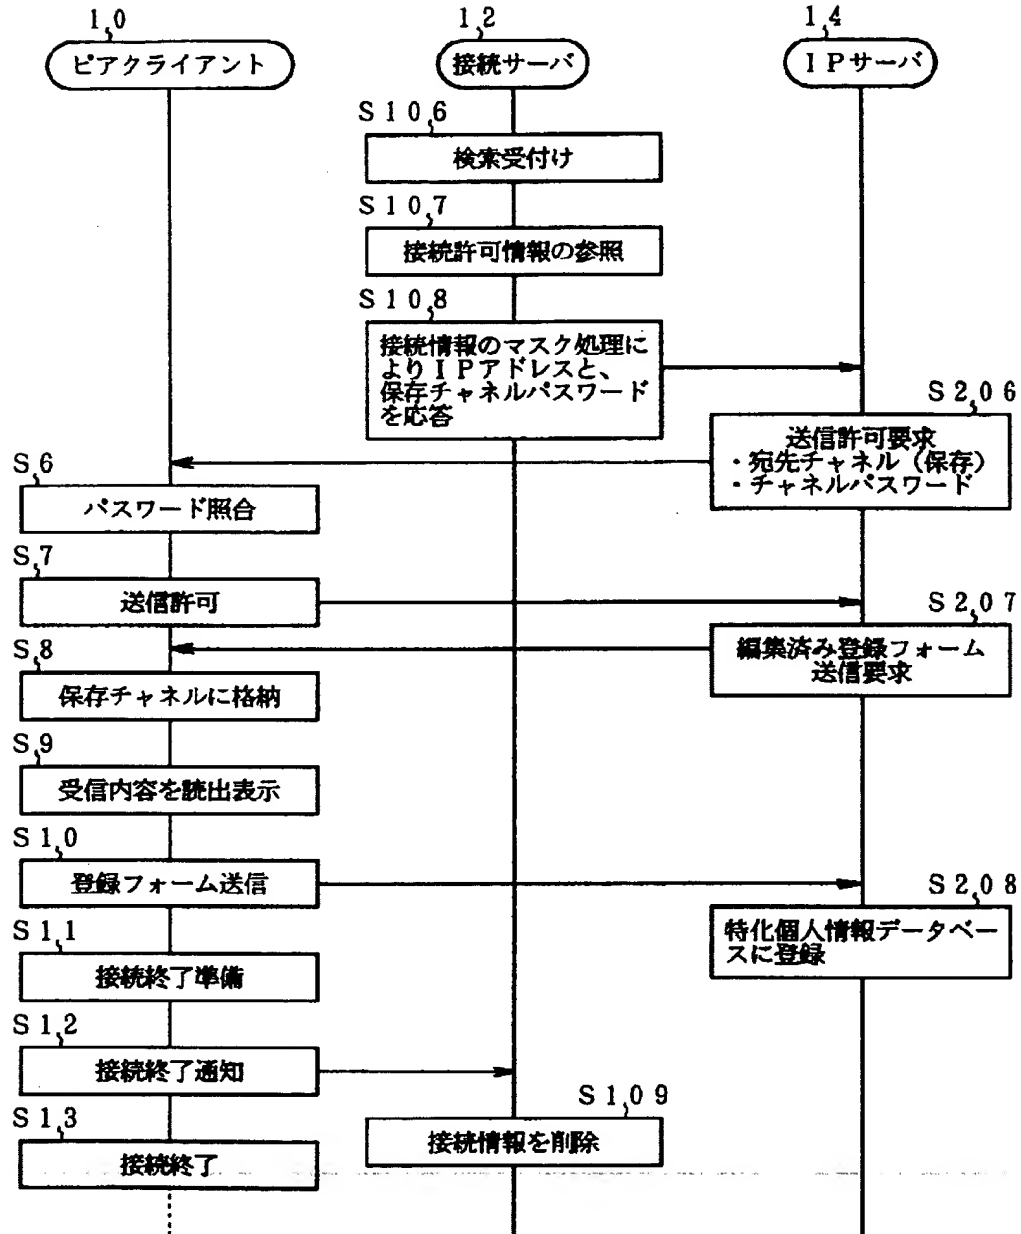 10
12
14
ピアクライアント
接続サーバ
IPサーバ
S106
検索受付け
S107
接続許可情報の参照
S108
接続情報のマスク処理に
よりIPアドレスと、
保存チャネルパスワード
を応答
S206
送信許可要求
・宛先チャネル（保存）
・チャネルパスワード
S6
パスワード照合
S7
送信許可
S207
編集済み登録フォーム
送信要求
S8
保存チャネルに格納
S9
受信内容を読出表示
S10
登録フォーム送信
S208
特化個人情報データベー
スに登録
S11
接続終了準備
S12
接続終了通知
S109
接続情報を削除
S13
接続終了